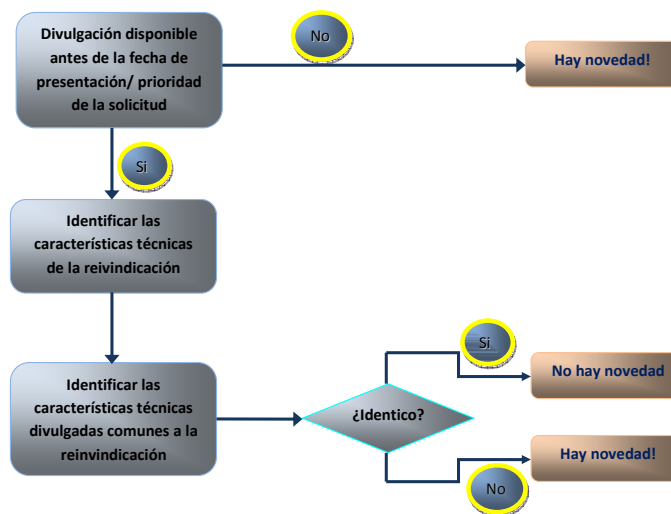 Divulgación disponible
antes de la fecha de
presentación/ prioridad
de la solicitud
No
Hay novedad!
Si
Identificar las
características técnicas
de la reivindicación
Identificar las
características técnicas
divulgadas comunes a la
reinvindicación
¿Identico?
Si
No hay novedad
Hay novedad!
No